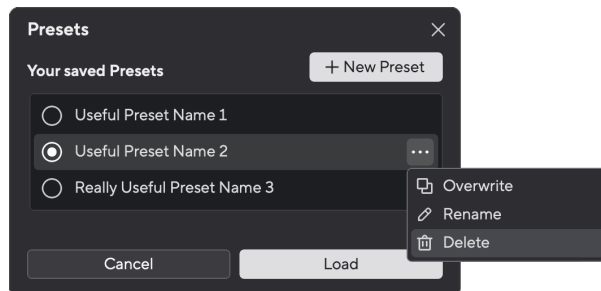 Presets
Your saved Presets
+ New Preset
Useful Preset Name 1
Useful Preset Name 2
Really Useful Preset Name 3
Overwrite
Rename
Delete
Cancel
Load